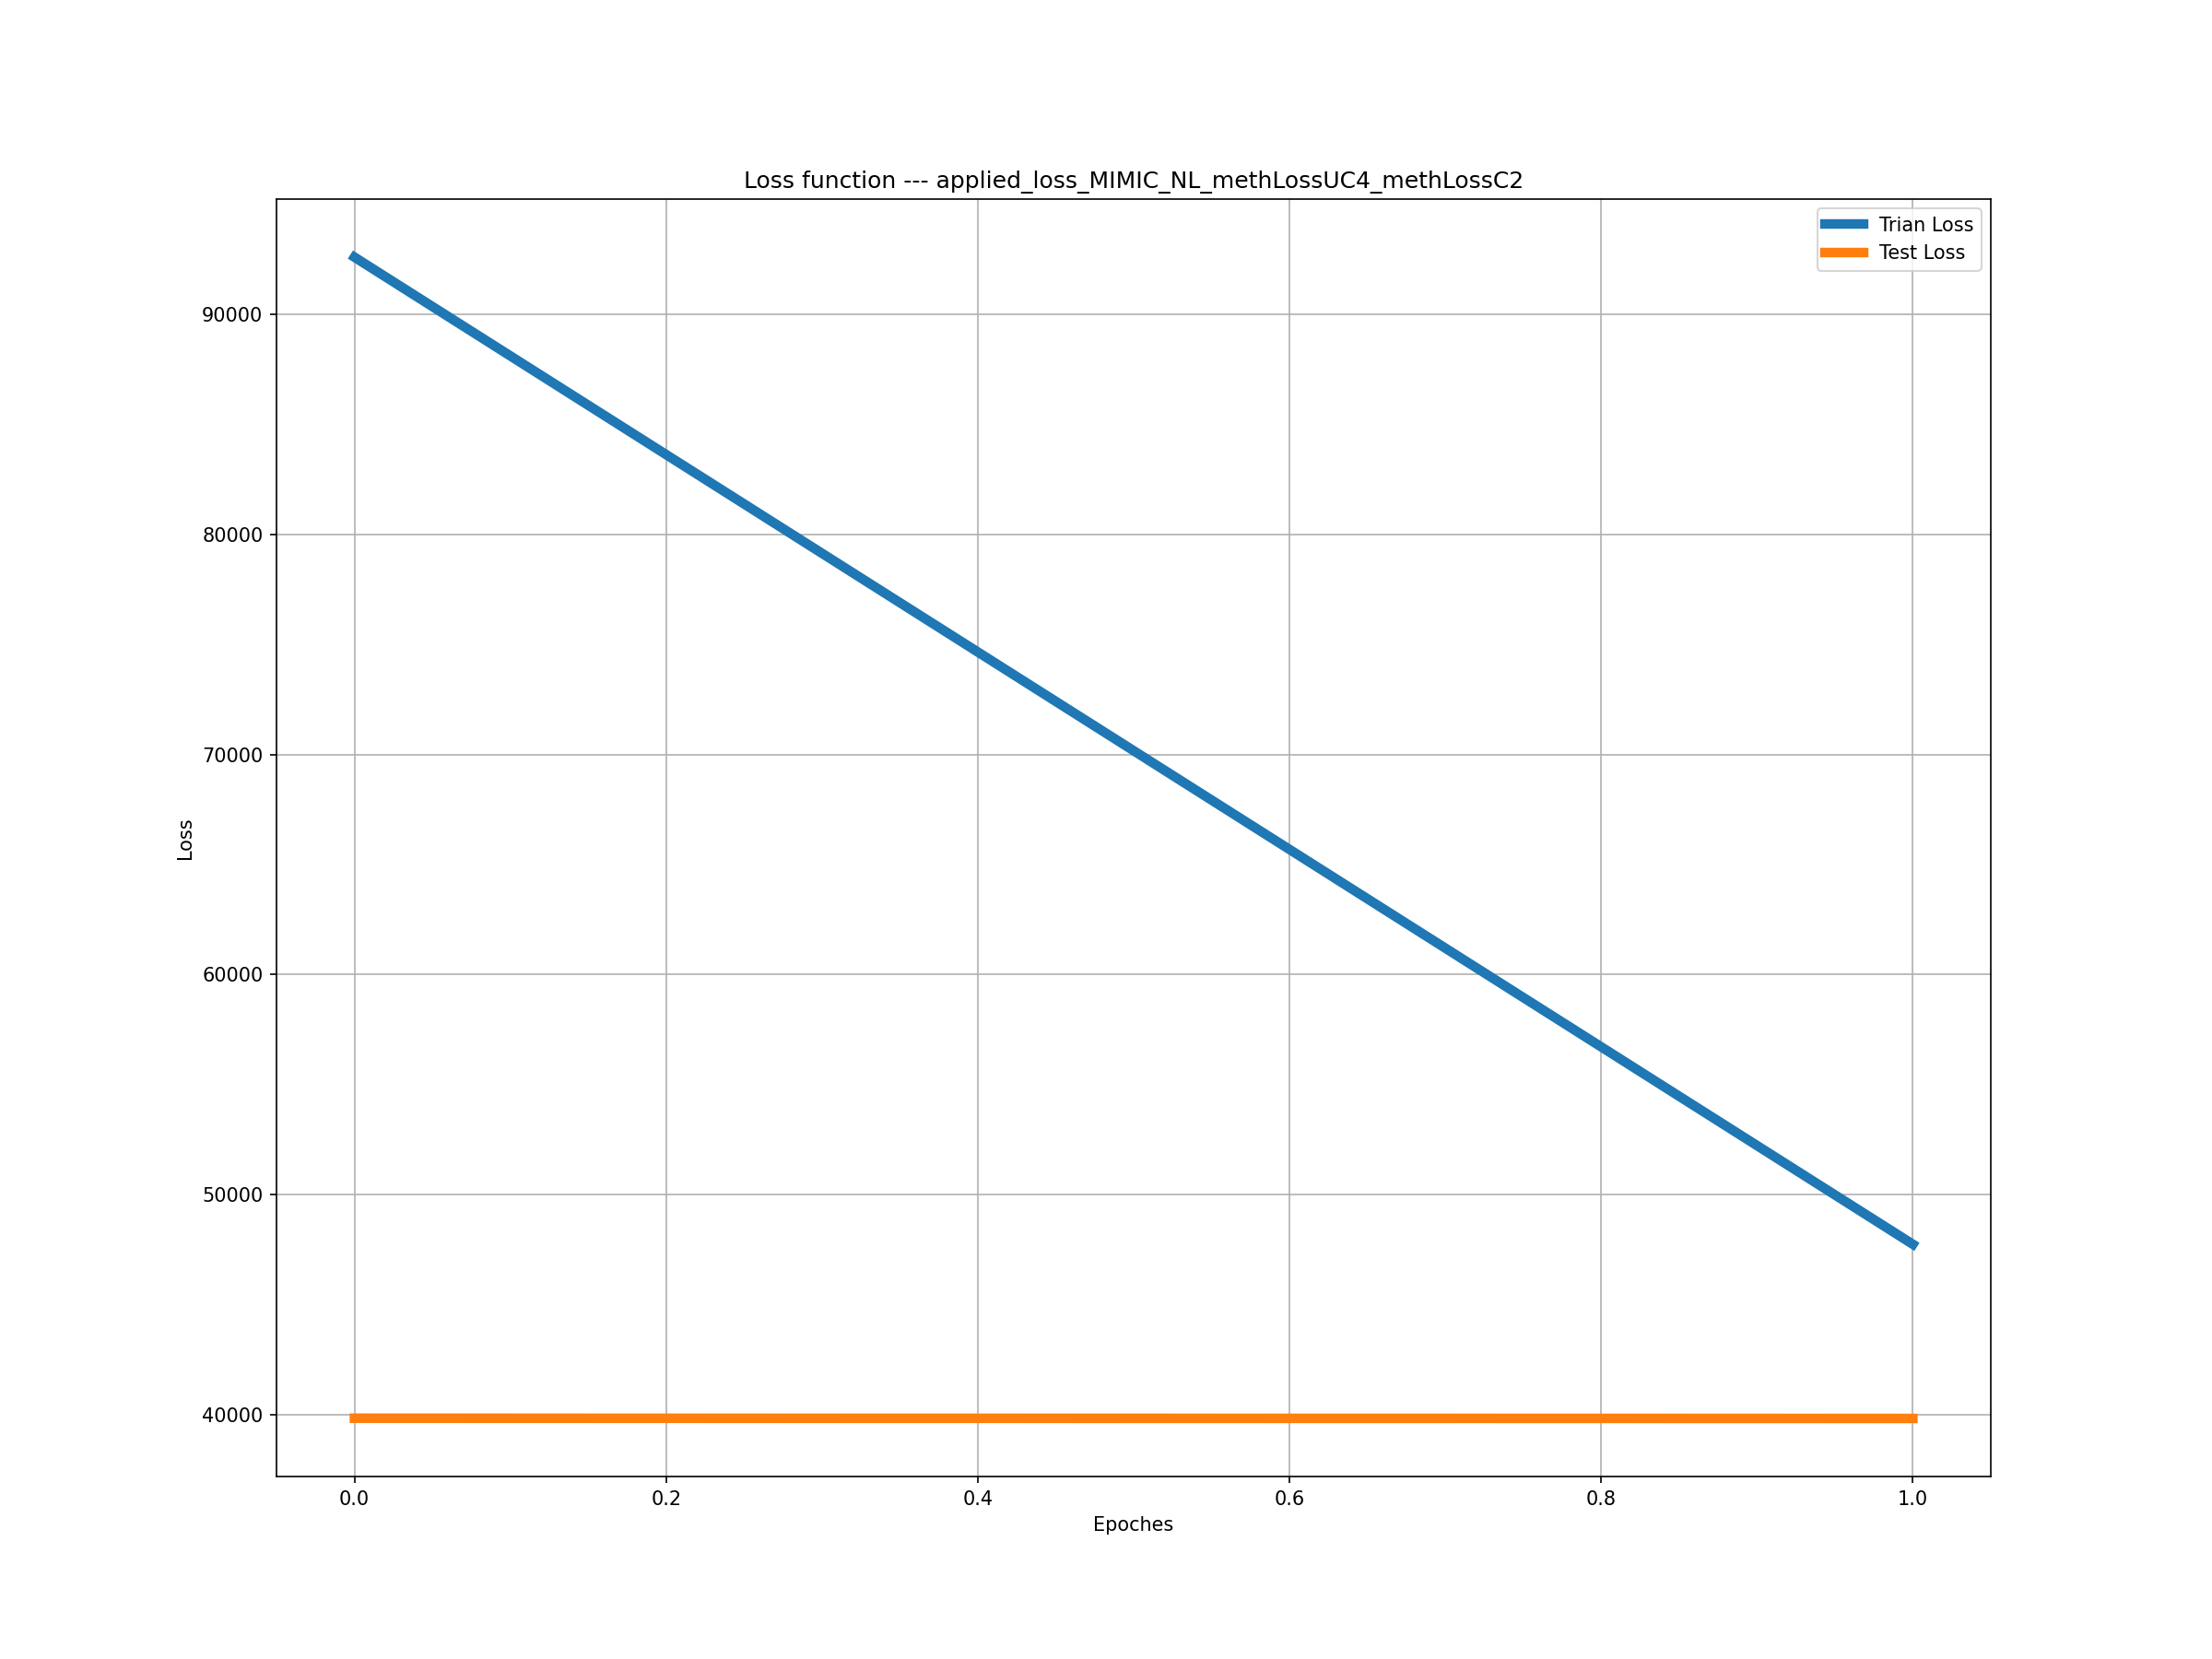 Loss function --- applied_loss_MIMIC_NL_methLossUC4_methLossC2
Trian Loss
Test Loss
90000
80000
70000
60000
50000
40000
Loss
0.0 0.2 0.4 0.6 0.8 1.0
Epoches